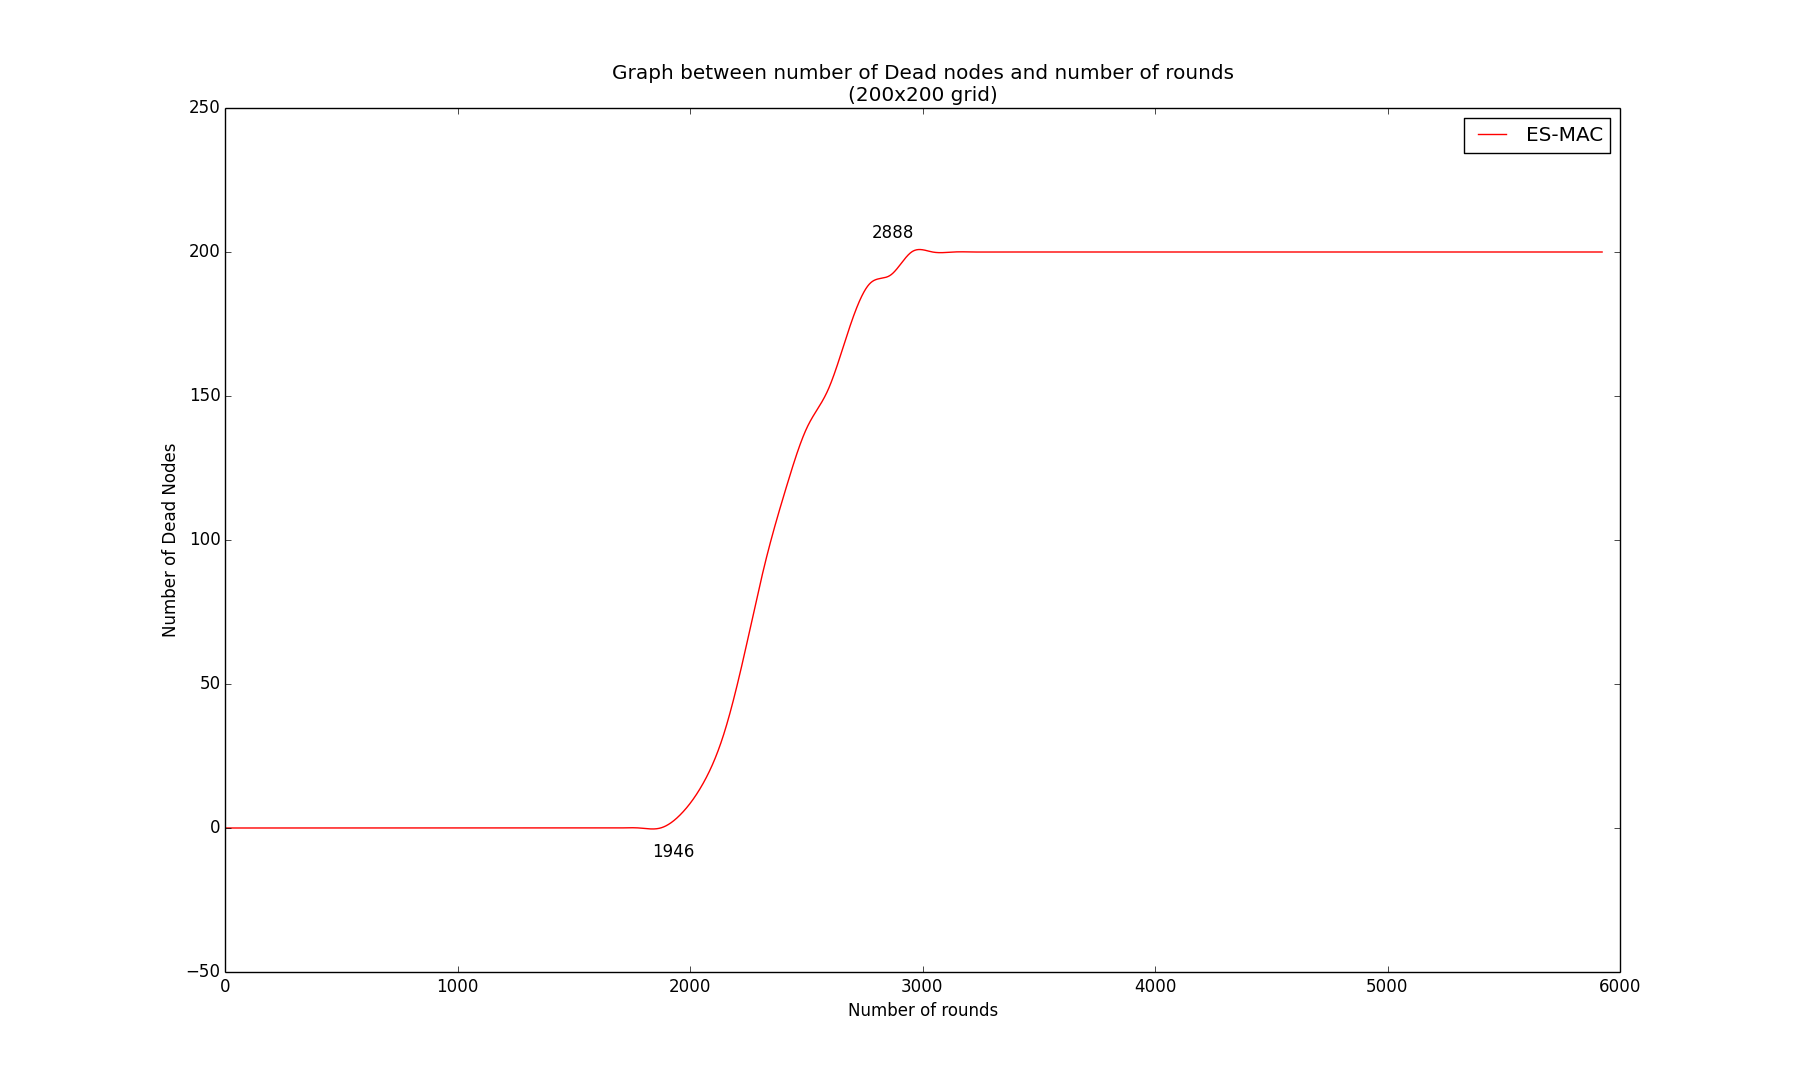 Graph between number of Dead nodes and number of rounds
(200x200 grid)
250
ES-MAC
2888
200
150
Number of Dead Nodes
100
50
0
1946
−50
0 1000 2000 3000 4000 5000 6000
Number of rounds